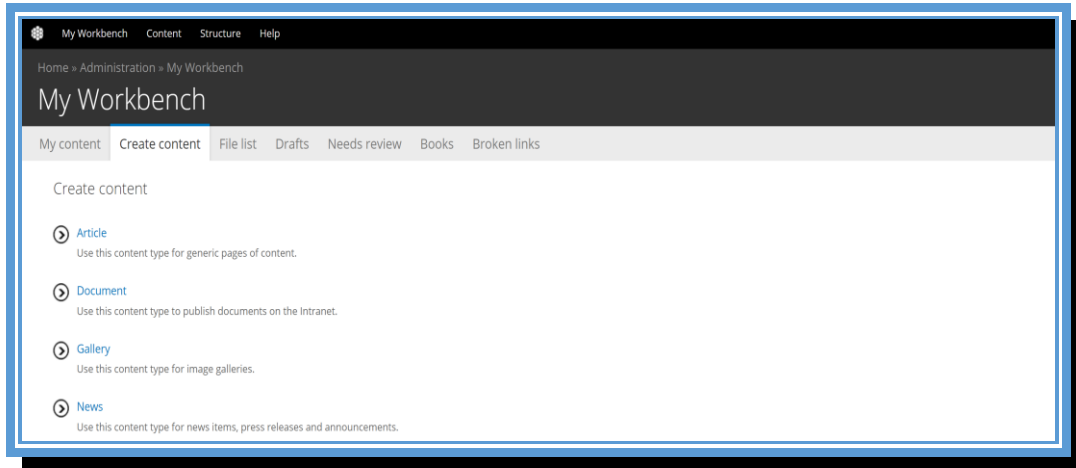 My Workbench Content Structure Help
Home » Administration » My Workbench
My Workbench
My content Create content File list Drafts Needs review Books Broken links
Create content
Article
Use this content type for generic pages of content.
Document
Use this content type to publish documents on the Intranet.
Gallery
Use this content type for image galleries.
News
Use this content type for news items, press releases and announcements.